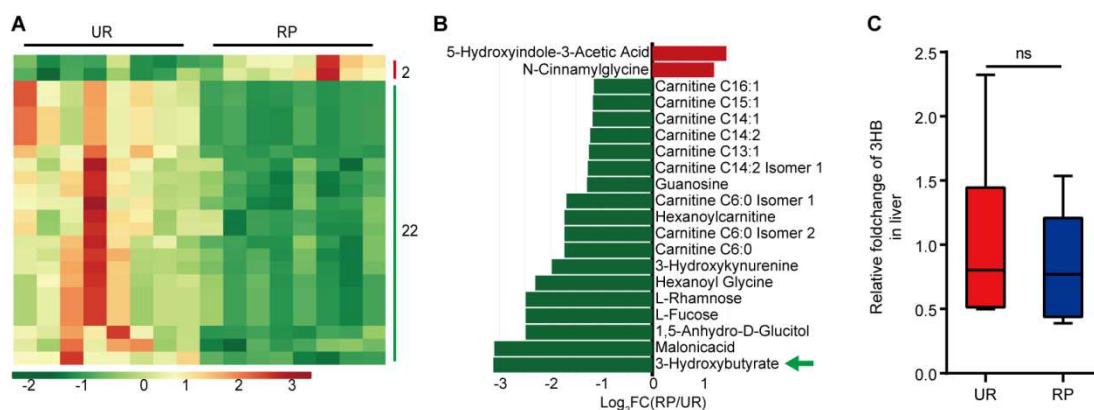 A
UR RP
2
22
-2 -1 0 1 2 3
B
5-Hydroxyindole-3-Acetic Acid
N-Cinnamylglycine
Carnitine C16:1
Carnitine C15:1
Carnitine C14:1
Carnitine C14:2
Carnitine C13:1
Carnitine C14:2 Isomer 1
Guanosine
Carnitine C6:0 Isomer 1
Hexanoylcarnitine
Carnitine C6:0 Isomer 2
Carnitine C6:0
3-Hydroxykynurenine
Hexanoyl Glycine
L-Rhamnose
L-Fucose
1,5-Anhydro-D-Glucitol
Malonicacid
3-Hydroxybutyrate
-3 -2 -1 0 1
Log₂FC(RP/UR)
C
Relative foldchange of 3HB
in liver
2.5
2.0
1.5
1.0
0.5
0.0
ns
UR RP